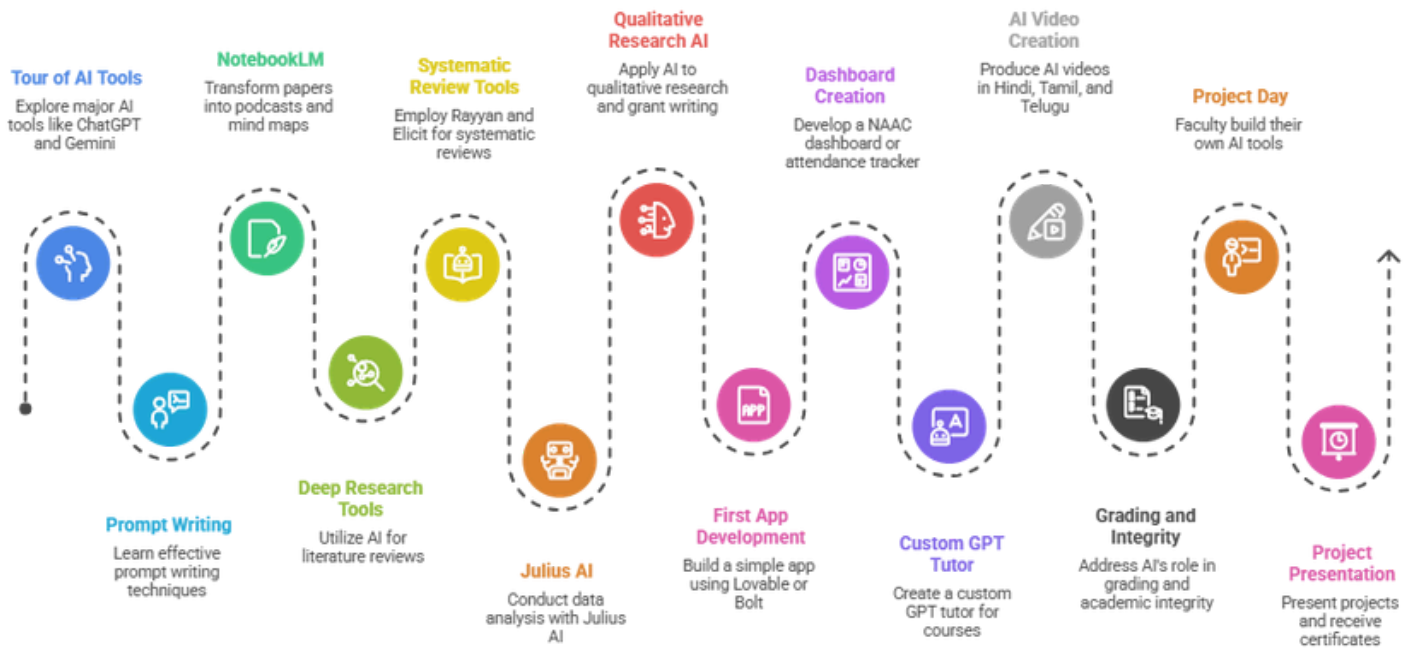 Tour of AI Tools
Explore major AI
tools like ChatGPT
and Gemini
Prompt Writing
Learn effective
prompt writing
techniques
NotebookLM
Transform papers
into podcasts and
mind maps
Deep Research
Tools
Utilize AI for
literature reviews
Systematic
Review Tools
Employ Rayyan and
Elicit for systematic
reviews
Julius AI
Conduct data
analysis with Julius
AI
Qualitative
Research AI
Apply AI to
qualitative research
and grant writing
APP
First App
Development
Build a simple app
using Lovable or
Bolt
Dashboard
Creation
Develop a NAAC
dashboard or
attendance tracker
A
Custom GPT
Tutor
Create a custom
GPT tutor for
courses
AI Video
Creation
Produce AI videos
in Hindi, Tamil, and
Telugu
Grading and
Integrity
Address AI's role in
grading and
academic integrity
Project Day
Faculty build their
own AI tools
Project
Presentation
Present projects
and receive
certificates